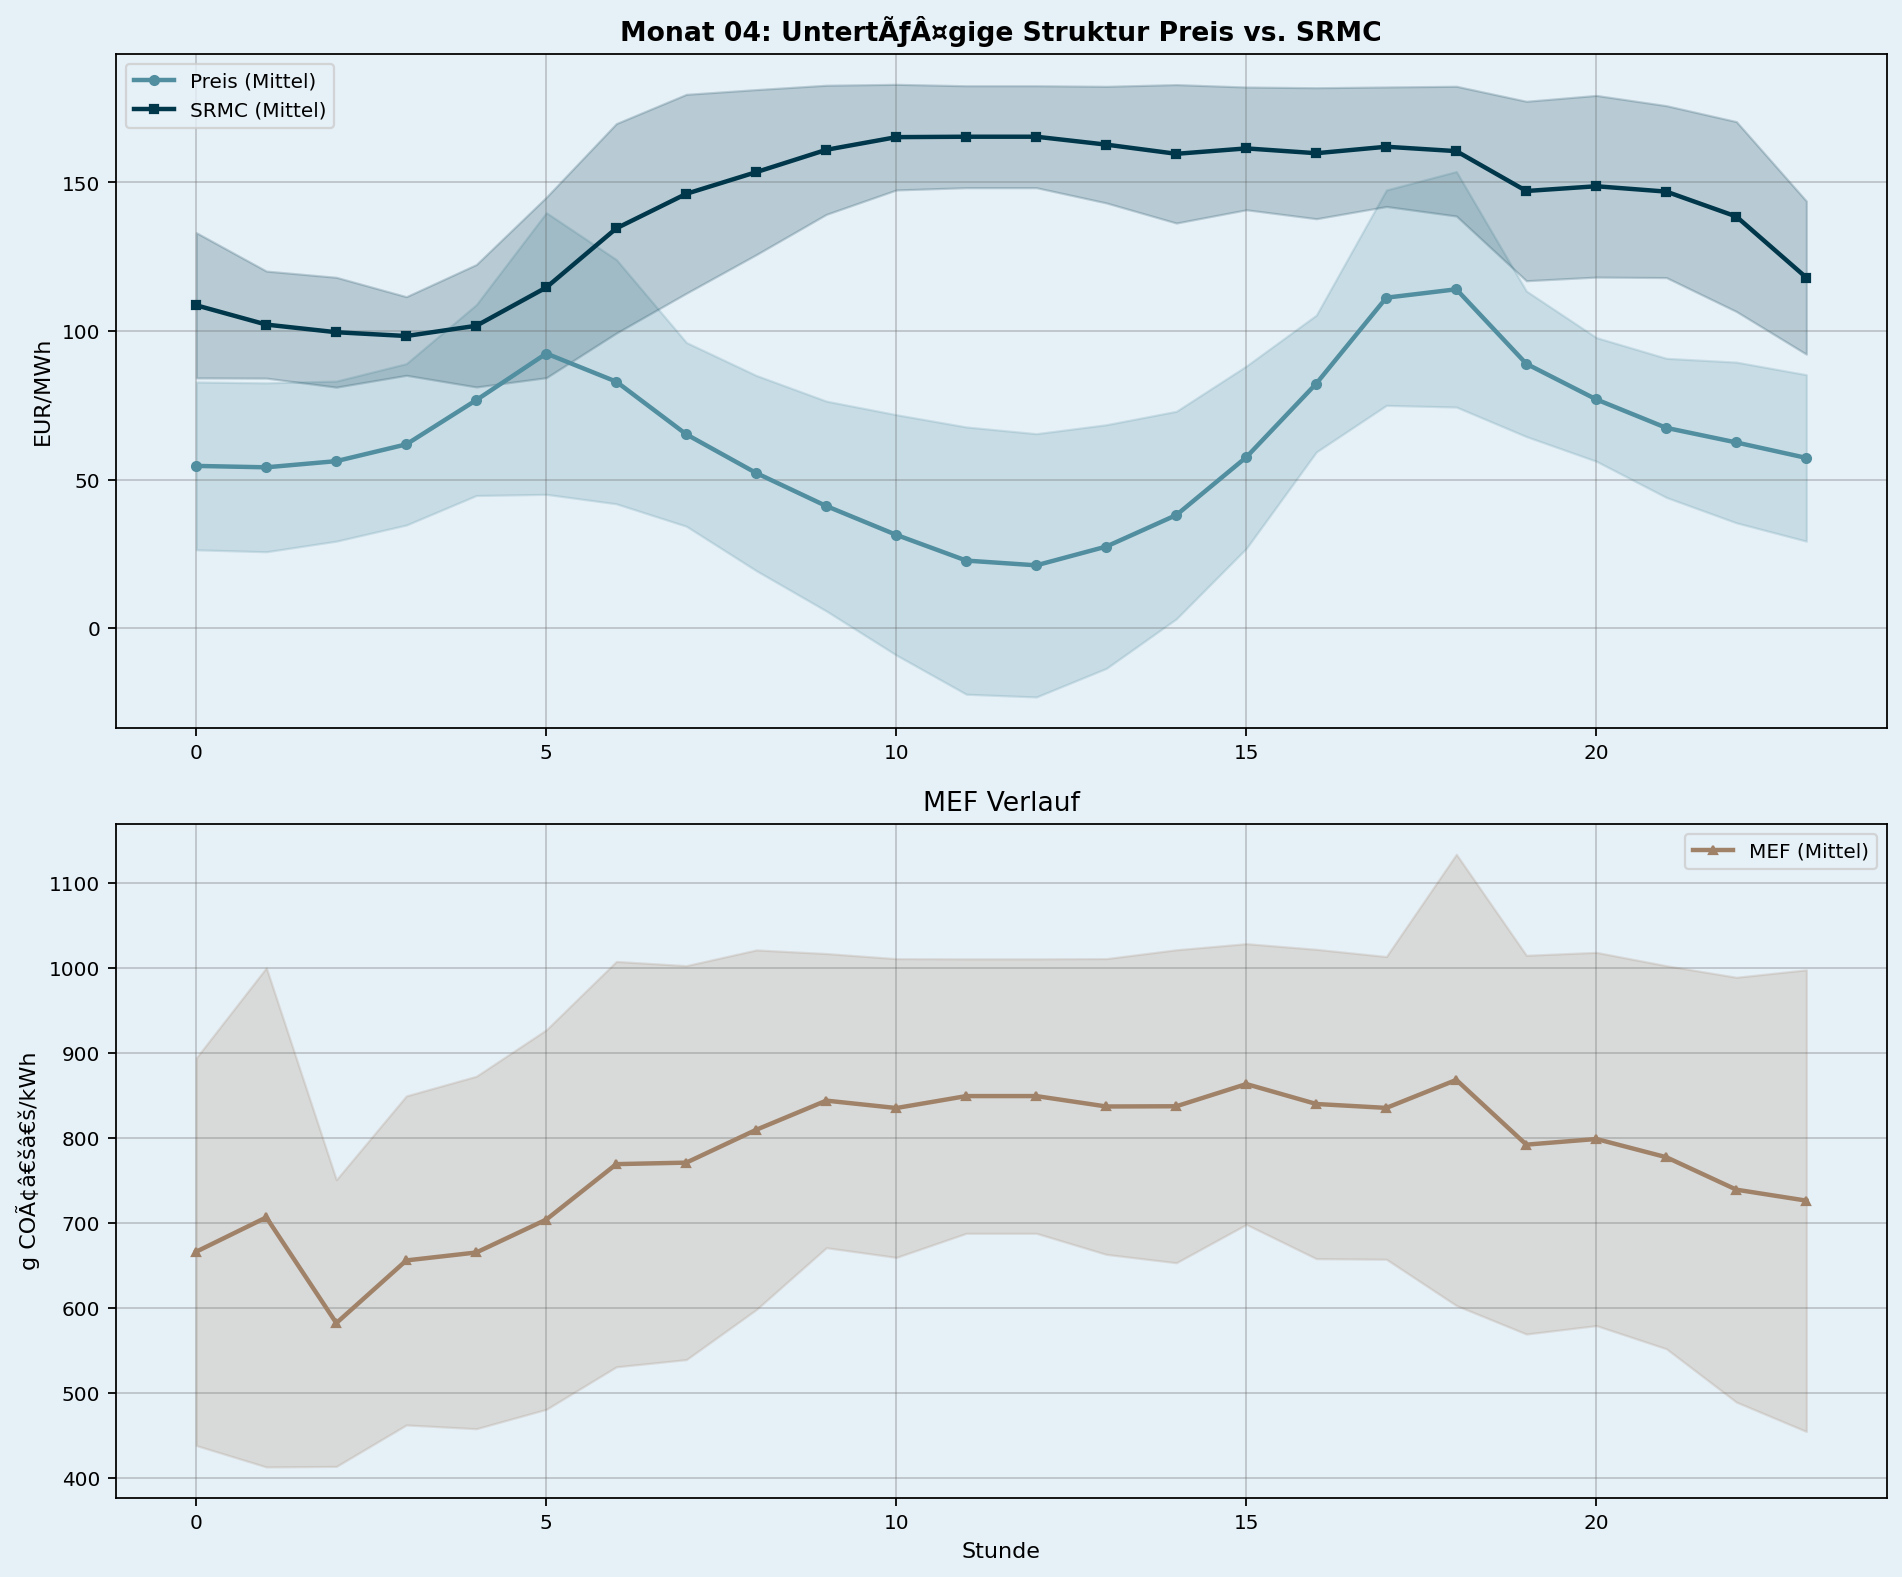 Monat 04: UntertÃƒÂ¤gige Struktur Preis vs. SRMC
Preis (Mittel)
SRMC (Mittel)
EUR/MWh
150
100
50
0
0
5
10
15
20
MEF Verlauf
MEF (Mittel)
g COÃ¢â€šâ€š/kWh
1100
1000
900
800
700
600
500
400
0
5
10
15
20
Stunde